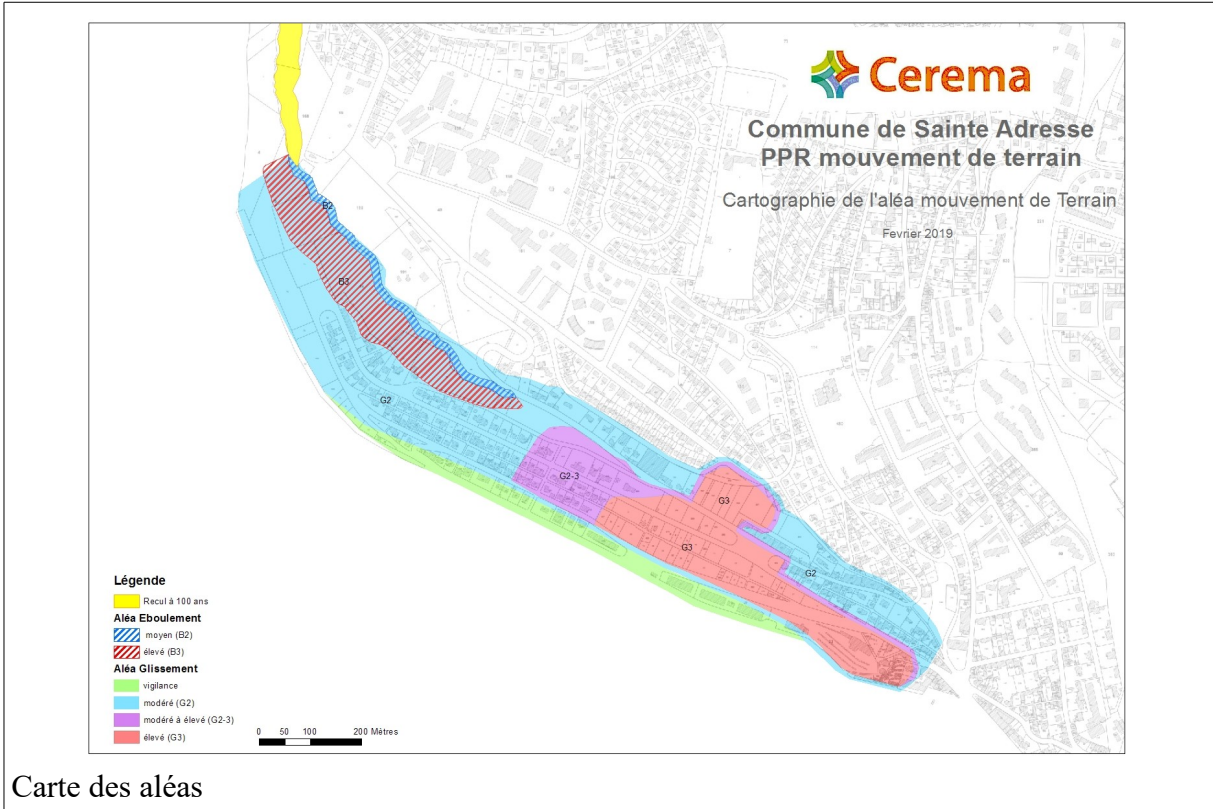 Cerema
Commune de Sainte Adresse
PPR mouvement de terrain
Cartographie de l'aléa mouvement de Terrain
Fevrier 2019
B2
B3
G2
G2-3
G3
G3
G2
Légende
Recul à 100 ans
Aléa Eboulement
moyen (B2)
élevé (B3)
Aléa Glissement
vigilance
modéré (G2)
modéré à élevé (G2-3)
élevé (G3)
0 50 100 200 Mètres
Carte des aléas